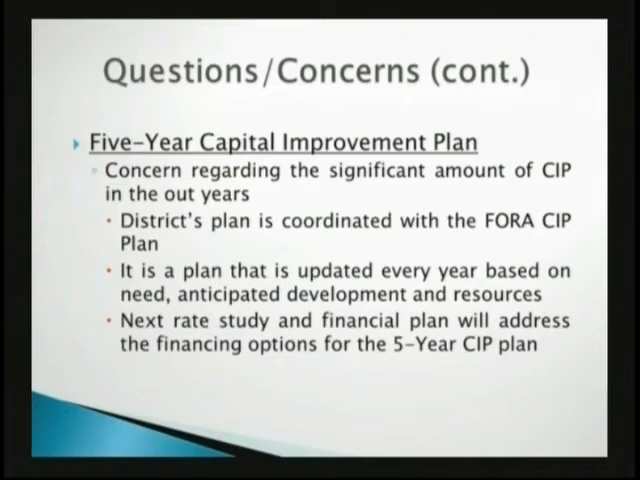 Questions/Concerns (cont.)
Five-Year Capital Improvement Plan
Concern regarding the significant amount of CIP
in the out years
District's plan is coordinated with the FORA CIP
Plan
It is a plan that is updated every year based on
need, anticipated development and resources
Next rate study and financial plan will address
the financing options for the 5-Year CIP plan